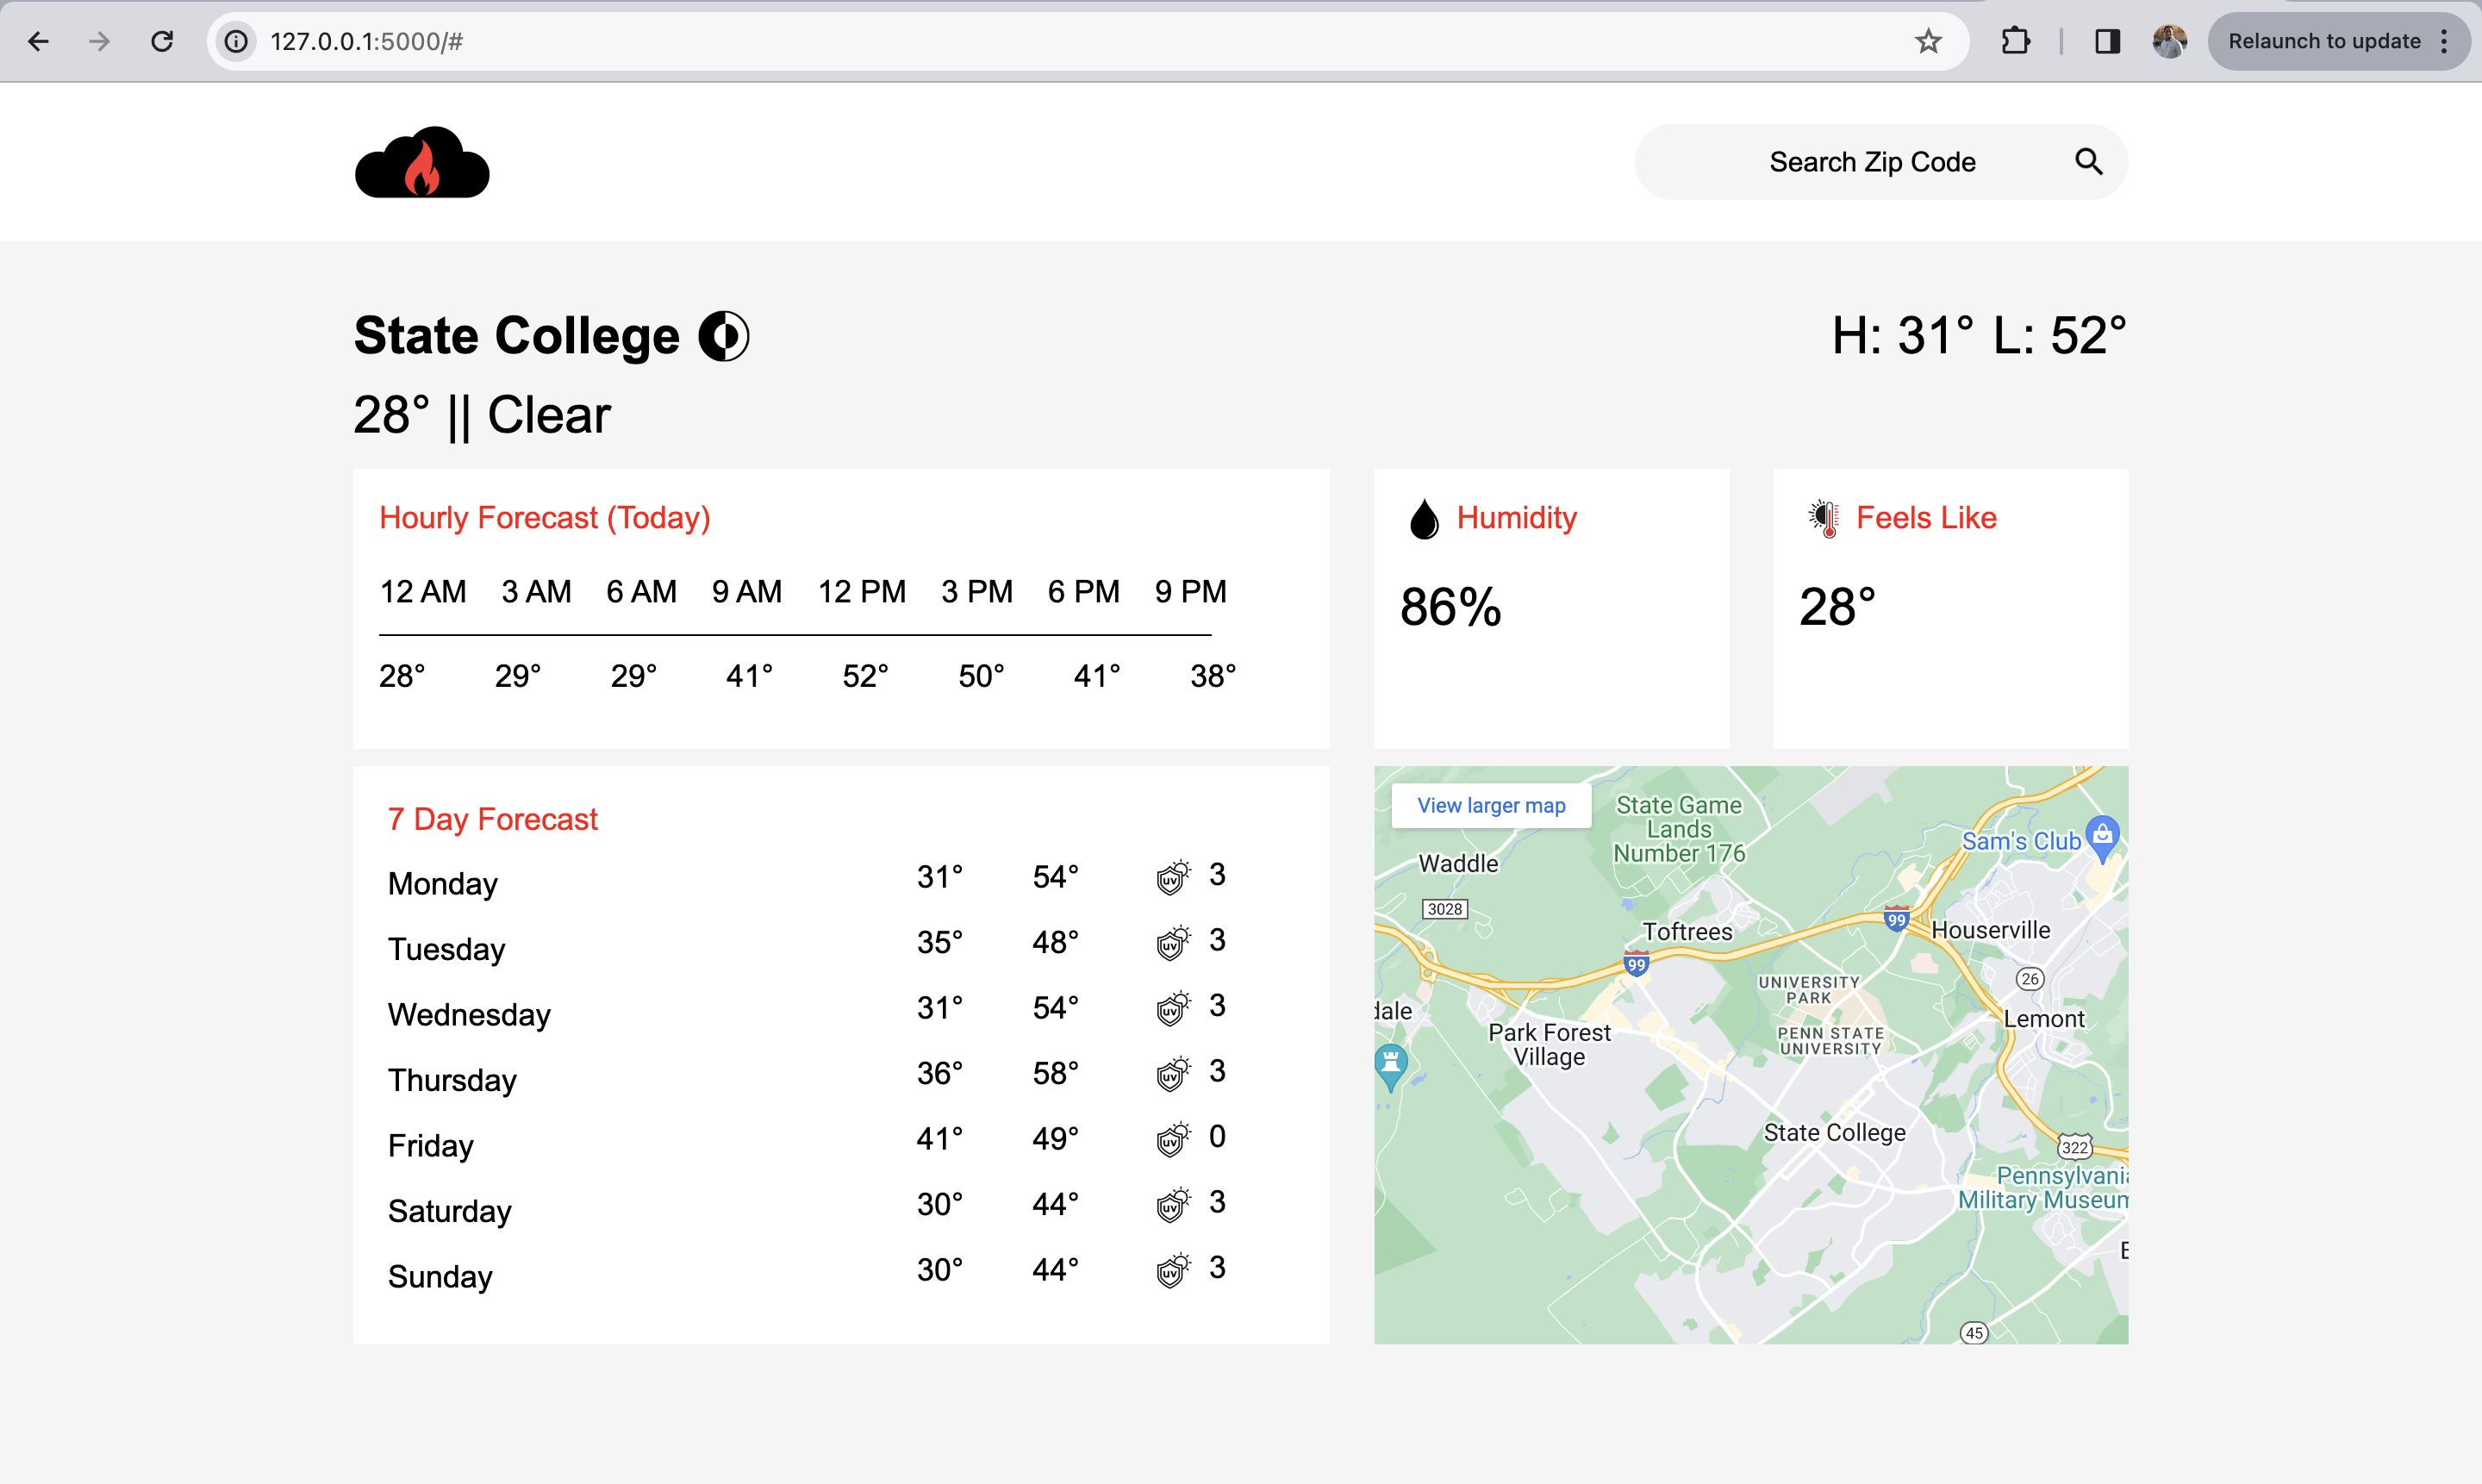 127.0.0.1:5000/#
Relaunch to update
Search Zip Code
State College
H: 31° L: 52°
28° || Clear
Hourly Forecast (Today)
12 AM 3 AM 6 AM 9 AM 12 PM 3 PM 6 PM 9 PM
28° 29° 29° 41° 52° 50° 41° 38°
Humidity
86%
Feels Like
28°
7 Day Forecast
Monday 31° 54° UV 3
Tuesday 35° 48° UV 3
Wednesday 31° 54° UV 3
Thursday 36° 58° UV 3
Friday 41° 49° UV 0
Saturday 30° 44° UV 3
Sunday 30° 44° UV 3
View larger map
State Game
Lands
Number 176
Sam's Club
Waddle
3028
Toftrees
99
Houserville
99
26
UNIVERSITY
PARK
dale
Lemont
Park Forest
Village
PENN STATE
UNIVERSITY
State College
322
Pennsylvania
Military Museum
E
45